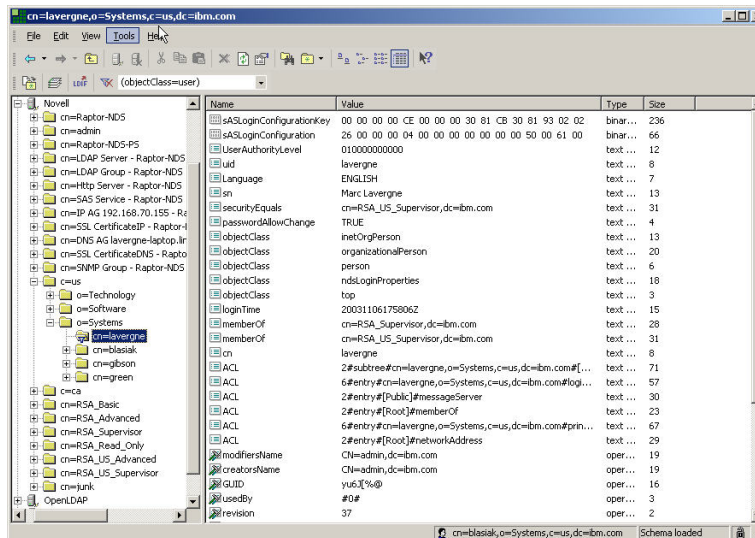 cn=lavergne,o=Systems,c=us,dc=ibm.com
File Edit View Tools Help
LDIF (objectClass=user)
Novell
cn=Raptor-NDS
cn=admin
cn=Raptor-NDS-PS
cn=LDAP Server - Raptor-NDS
cn=LDAP Group - Raptor-NDS
cn=Http Server - Raptor-NDS
cn=SAS Service - Raptor-NDS
cn=IP AG 192.168.70.155 - Ra
cn=SSL CertificateIP - Raptor-
cn=DNS AG lavergne-laptop.lir
cn=SSL CertificateDNS - Rapto
cn=SNMP Group - Raptor-NDS
c=us
o=Technology
o=Software
o=Systems
cn=lavergne
cn=blasiak
cn=gibson
cn=green
c=ca
cn=RSA_Basic
cn=RSA_Advanced
cn=RSA_Supervisor
cn=RSA_Read_Only
cn=RSA_US_Advanced
cn=RSA_US_Supervisor
cn=junk
OpenLDAP
Name Value Type Size
sASLoginConfigurationKey 00 00 00 00 CE 00 00 00 30 81 CB 30 81 93 02 02 binar... 236
sASLoginConfiguration 26 00 00 00 04 00 00 00 00 00 00 00 50 00 61 00 binar... 66
UserAuthorityLevel 010000000000 text ... 12
uid lavergne text ... 8
Language ENGLISH text ... 7
sn Marc Lavergne text ... 13
securityEquals cn=RSA_US_Supervisor,dc=ibm.com text ... 31
passwordAllowChange TRUE text ... 4
objectClass inetOrgPerson text ... 13
objectClass organizationalPerson text ... 20
objectClass person text ... 6
objectClass ndsLoginProperties text ... 18
objectClass top text ... 3
loginTime 20031106175806Z text ... 15
memberOf cn=RSA_Supervisor,dc=ibm.com text ... 28
memberOf cn=RSA_US_Supervisor,dc=ibm.com text ... 31
cn lavergne text ... 8
ACL 2#subtree#cn=lavergne,o=Systems,c=us,dc=ibm.com#[... text ... 71
ACL 6#entry#cn=lavergne,o=Systems,c=us,dc=ibm.com#logi... text ... 57
ACL 2#entry#[Public]#messageServer text ... 30
ACL 2#entry#[Root]#memberOf text ... 23
ACL 6#entry#cn=lavergne,o=Systems,c=us,dc=ibm.com#prin... text ... 67
ACL 2#entry#[Root]#networkAddress text ... 29
modifiersName CN=admin,dc=ibm.com oper... 19
creatorsName CN=admin,dc=ibm.com oper... 19
GUID yu6J[%@ oper... 16
usedBy #0# oper... 3
revision 37 oper... 2
cn=blasiak,o=Systems,c=us,dc=ibm.com Schema loaded